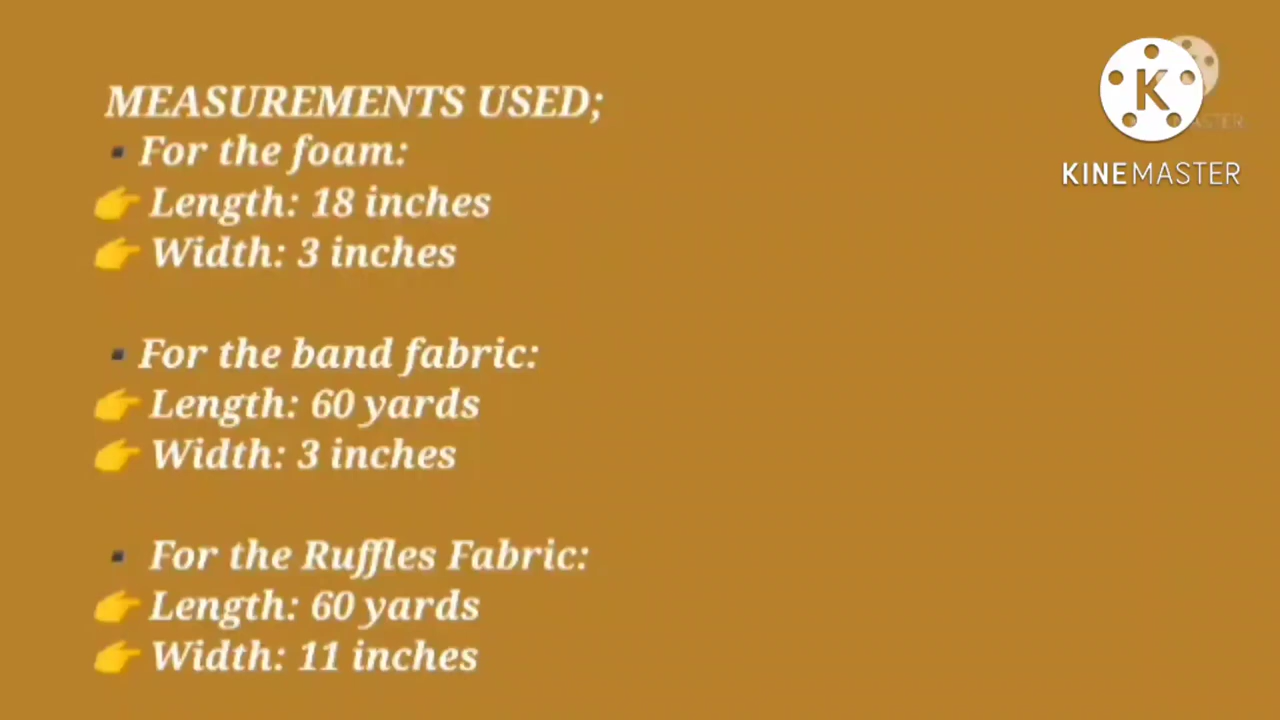 MEASUREMENTS USED;
▪ For the foam:
👉 Length: 18 inches
👉 Width: 3 inches
▪ For the band fabric:
👉 Length: 60 yards
👉 Width: 3 inches
▪ For the Ruffles Fabric:
👉 Length: 60 yards
👉 Width: 11 inches
K
KINEMASTER